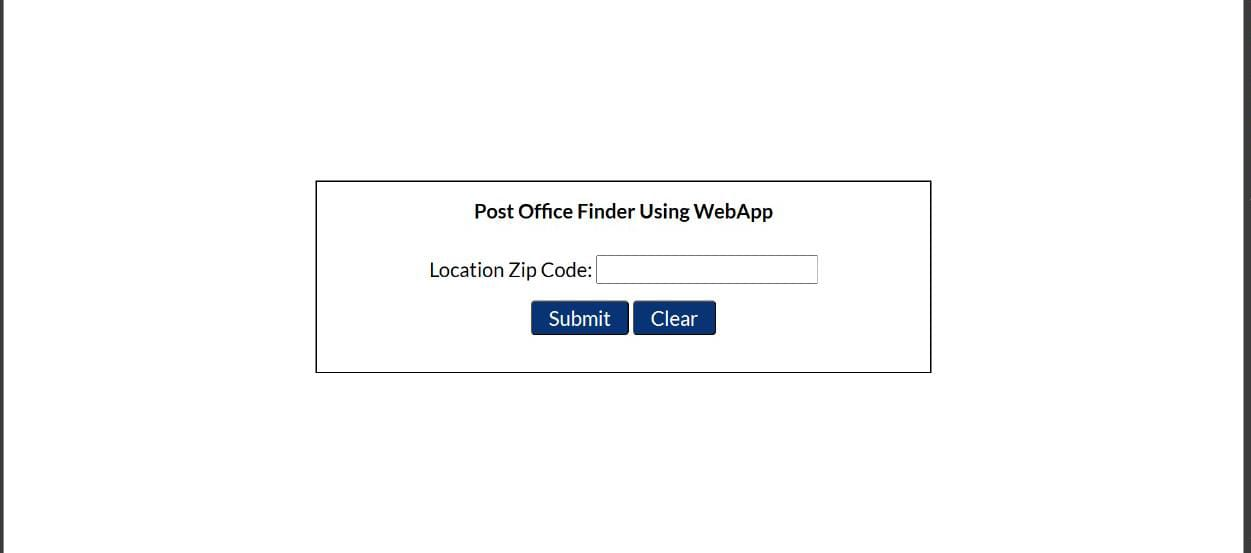 Post Office Finder Using WebApp
Location Zip Code:
Submit Clear